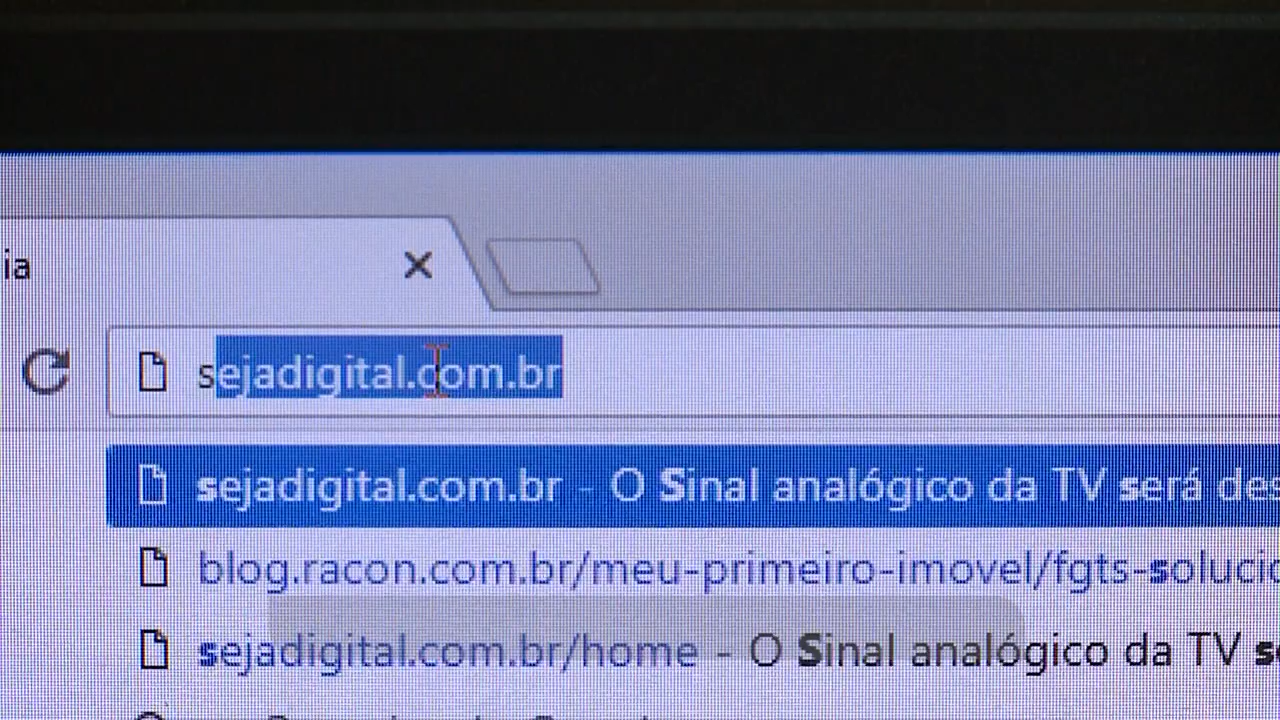 ia
sejadigital.com.br
sejadigital.com.br - O Sinal analógico da TV será des
blog.racon.com.br/meu-primeiro-imovel/fgts-solucio
sejadigital.com.br/home - O Sinal analógico da TV se